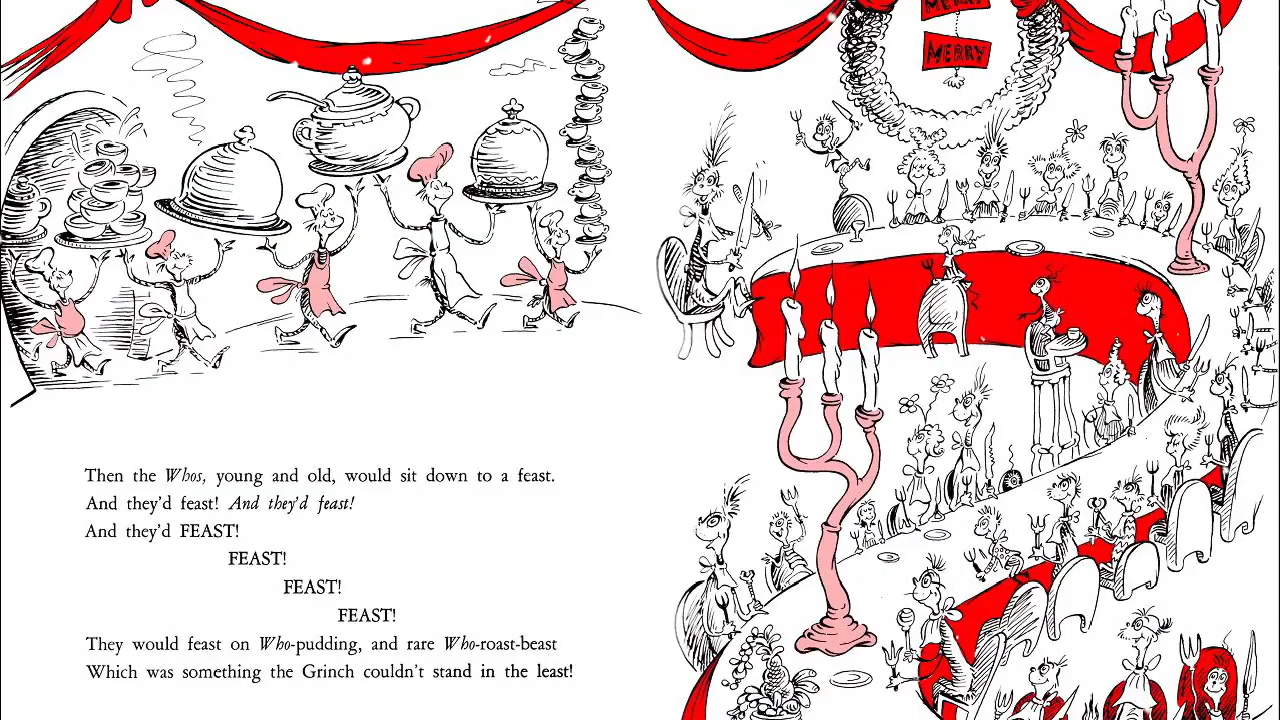 MERRY
MERRY
Then the Whos, young and old, would sit down to a feast.
And they'd feast! And they'd feast!
And they'd FEAST!
FEAST!
FEAST!
FEAST!
They would feast on Who-pudding, and rare Who-roast-beast
Which was something the Grinch couldn't stand in the least!